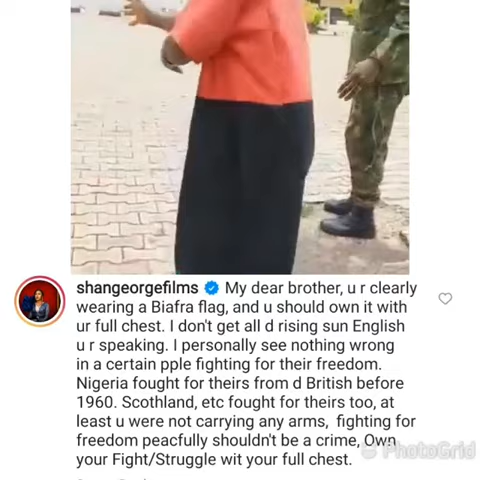 shangeorgefilms My dear brother, u r clearly
wearing a Biafra flag, and u should own it with
ur full chest. I don't get all d rising sun English
u r speaking. I personally see nothing wrong
in a certain pple fighting for their freedom.
Nigeria fought for theirs from d British before
1960. Scothland, etc fought for theirs too, at
least u were not carrying any arms, fighting for
freedom peacfully shouldn't be a crime, Own
your Fight/Struggle wit your full chest.
PhotoGrid